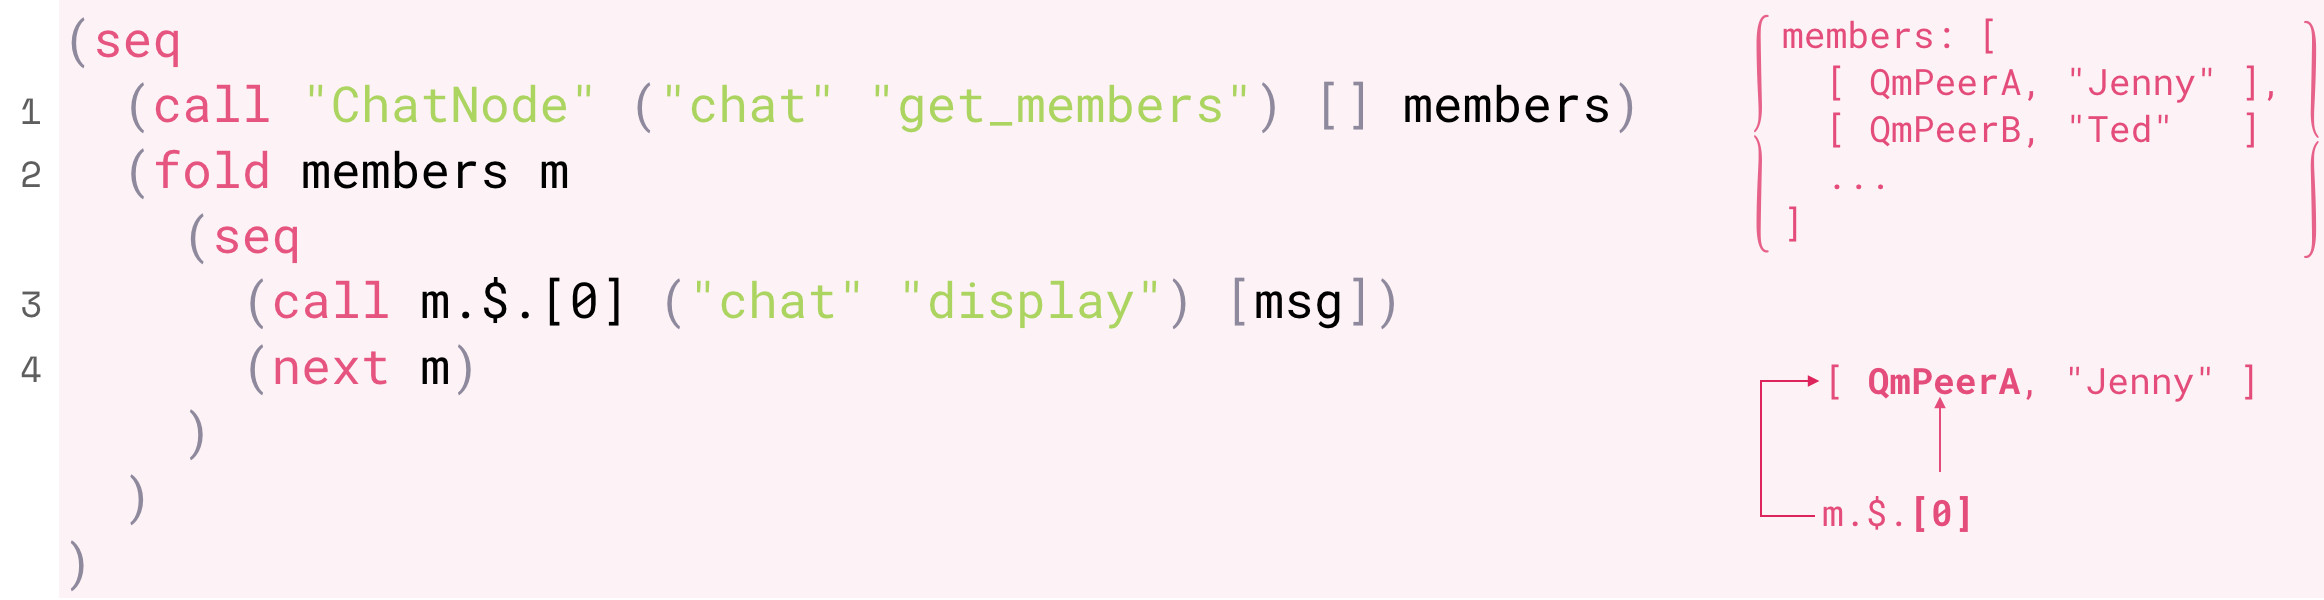 (seq
1 (call "ChatNode" ("chat" "get_members") [] members)
2 (fold members m
(seq
3 (call m.$.[0] ("chat" "display") [msg])
4 (next m)
)
)
)
members: [
[ QmPeerA, "Jenny" ],
[ QmPeerB, "Ted" ]
...
]
[ QmPeerA, "Jenny" ]
m.$.[0]